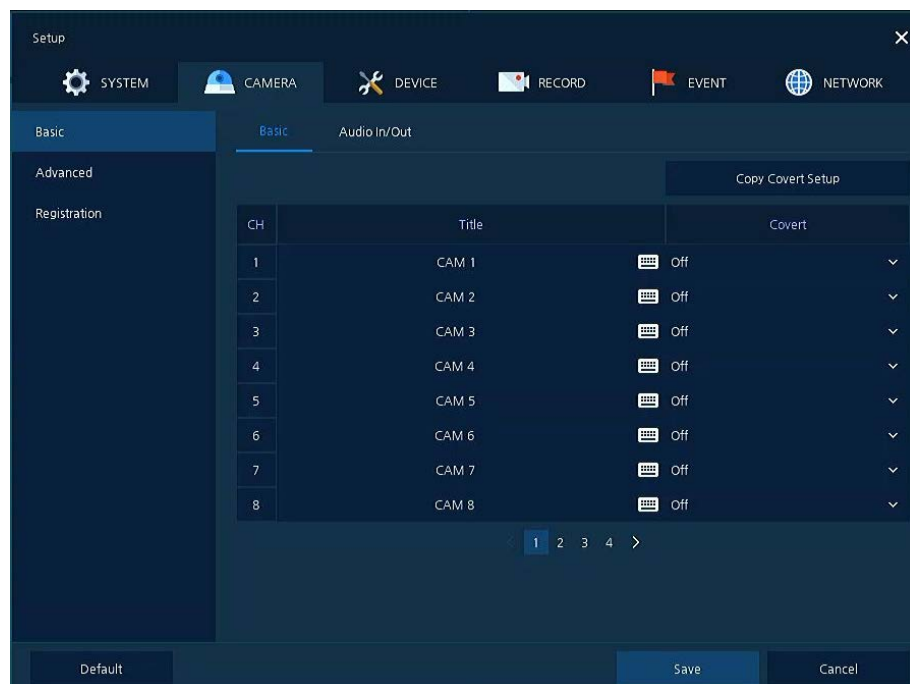 Setup
SYSTEM CAMERA DEVICE RECORD EVENT NETWORK
Basic Basic Audio In/Out
Advanced Copy Covert Setup
Registration
CH Title Covert
1 CAM 1 Off
2 CAM 2 Off
3 CAM 3 Off
4 CAM 4 Off
5 CAM 5 Off
6 CAM 6 Off
7 CAM 7 Off
8 CAM 8 Off
1 2 3 4
Default Save Cancel